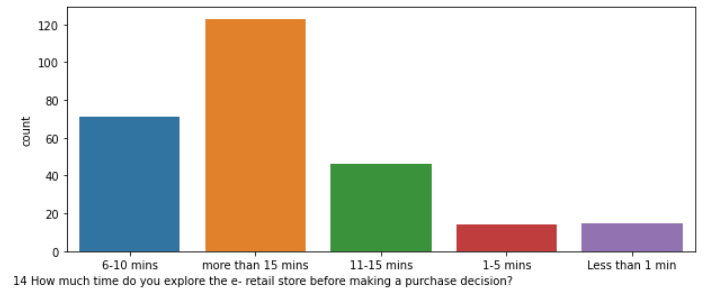 120
100
80
60
40
20
0
count
6-10 mins more than 15 mins 11-15 mins 1-5 mins Less than 1 min
14 How much time do you explore the e- retail store before making a purchase decision?